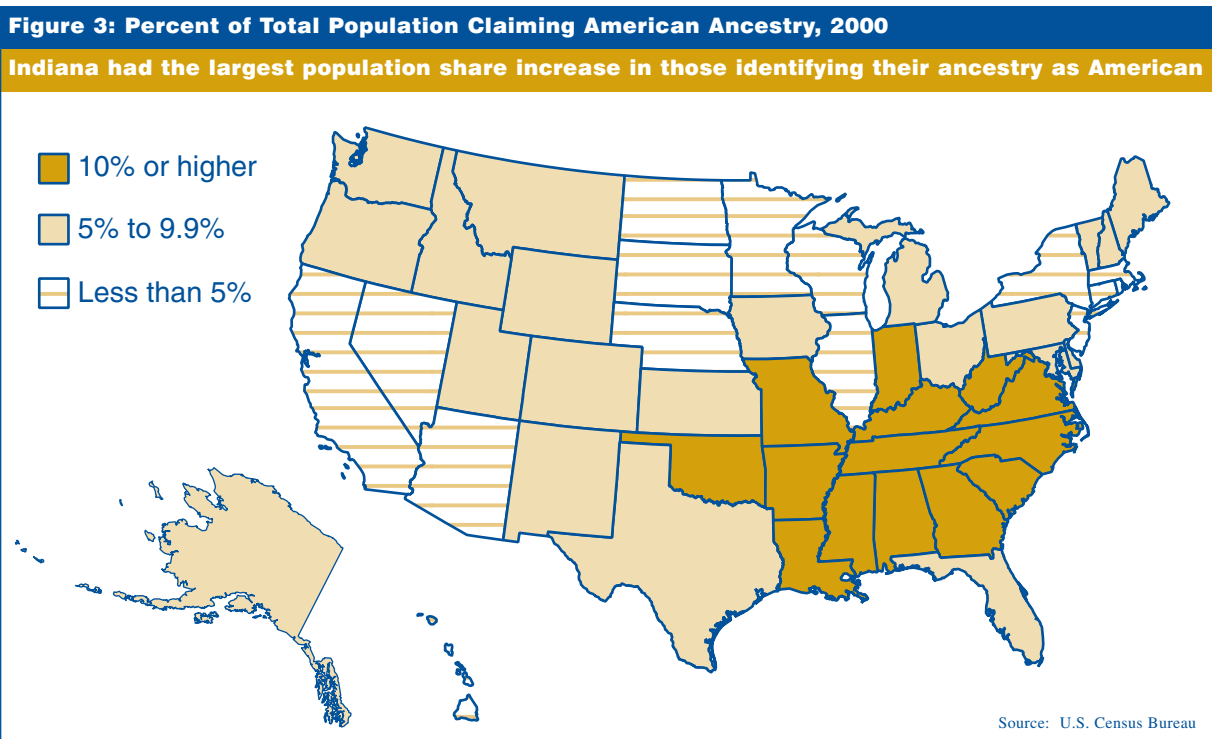 Figure 3: Percent of Total Population Claiming American Ancestry, 2000
Indiana had the largest population share increase in those identifying their ancestry as American
10% or higher
5% to 9.9%
Less than 5%
Source: U.S. Census Bureau